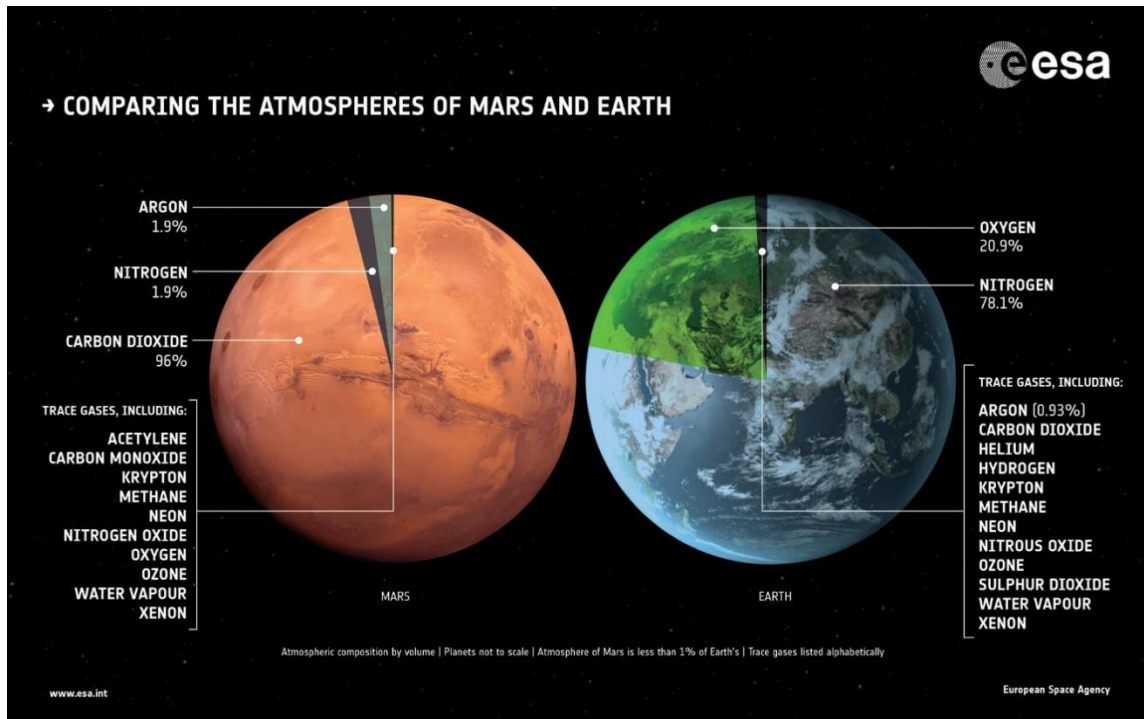 esa
→ COMPARING THE ATMOSPHERES OF MARS AND EARTH
ARGON
1.9%
NITROGEN
1.9%
CARBON DIOXIDE
96%
TRACE GASES, INCLUDING:
ACETYLENE
CARBON MONOXIDE
KRYPTON
METHANE
NEON
NITROGEN OXIDE
OXYGEN
OZONE
WATER VAPOUR
XENON
MARS
OXYGEN
20.9%
NITROGEN
78.1%
TRACE GASES, INCLUDING:
ARGON (0.93%)
CARBON DIOXIDE
HELIUM
HYDROGEN
KRYPTON
METHANE
NEON
NITROUS OXIDE
OZONE
SULPHUR DIOXIDE
WATER VAPOUR
XENON
EARTH
Atmospheric composition by volume | Planets not to scale | Atmosphere of Mars is less than 1% of Earth's | Trace gases listed alphabetically
www.esa.int
European Space Agency